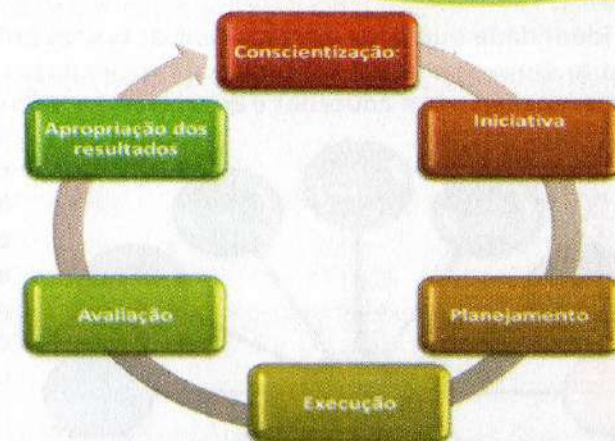 Conscientização:
Iniciativa
Planejamento
Execução
Avaliação
Apropriação dos
resultados